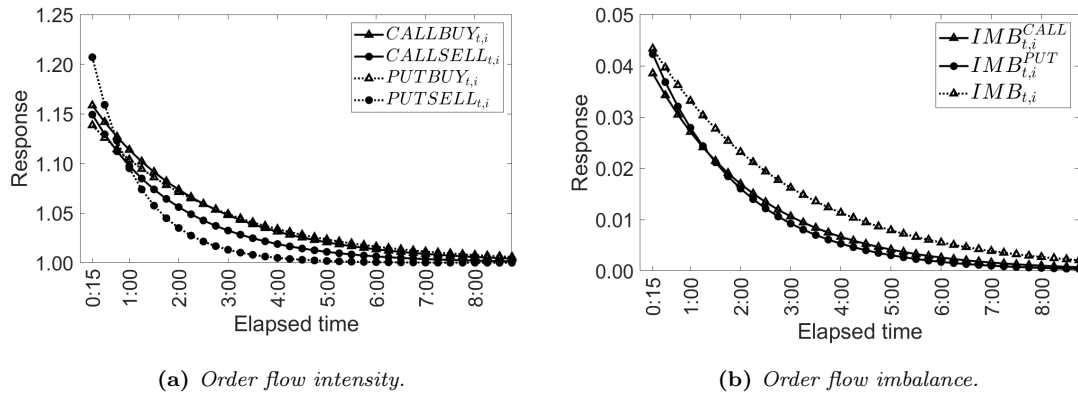 1.25
1.20
1.15
1.10
1.05
1.00
Response
CALLBUY_{t,i}
CALLSELL_{t,i}
PUTBUY_{t,i}
PUTSELL_{t,i}
0:15
1:00
2:00
3:00
4:00
5:00
6:00
7:00
8:00
Elapsed time
(a) Order flow intensity.
0.05
0.04
0.03
0.02
0.01
0.00
Response
IMB^{CALL}_{t,i}
IMB^{PUT}_{t,i}
IMB_{t,i}
0:15
1:00
2:00
3:00
4:00
5:00
6:00
7:00
8:00
Elapsed time
(b) Order flow imbalance.